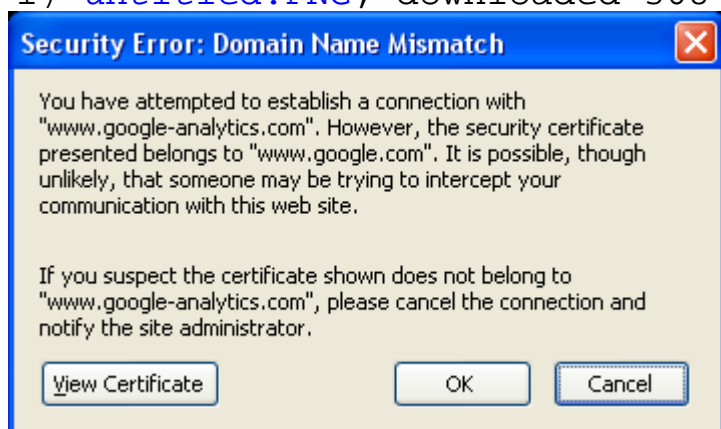 Security Error: Domain Name Mismatch
You have attempted to establish a connection with
"www.google-analytics.com". However, the security certificate
presented belongs to "www.google.com". It is possible, though
unlikely, that someone may be trying to intercept your
communication with this web site.
If you suspect the certificate shown does not belong to
"www.google-analytics.com", please cancel the connection and
notify the site administrator.
View Certificate
OK
Cancel